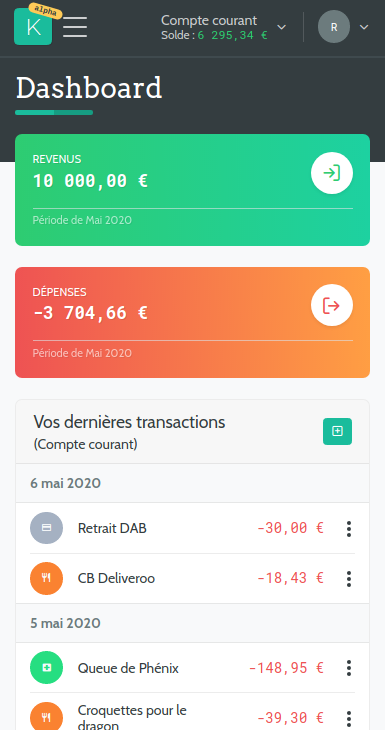 alpha
K
Compte courant
Solde : 6 295,34 €
R
Dashboard
REVENUS
10 000,00 €
Période de Mai 2020
DÉPENSES
-3 704,66 €
Période de Mai 2020
Vos dernières transactions
(Compte courant)
6 mai 2020
Retrait DAB -30,00 €
CB Deliveroo -18,43 €
5 mai 2020
Queue de Phénix -148,95 €
Croquettes pour le
dragon -39,30 €